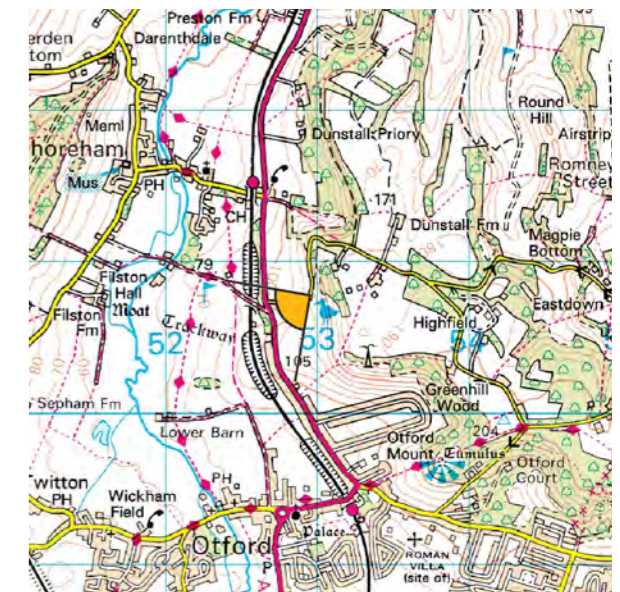 Preston Fm
erden
tom
Darenthdale
Round
Hill
Meml
Dunstall Priory
Airstrip
horeham
P
Romney
Street
Mus
PH
171
CH
Dunstall Fm
Magpie
Bottom
79
Filston
Hall
Moat
Eastdown
Filston
Fm
Trackway
53
Highfield
52
54
105
190
Greenhill
Wood
Sepham Fm
204
P
Lower Barn
Otford
Mount
Tumulus
Otford
Court
witton
PH
PH
Wickham
Field
Otford
Palace
P
A
ROMAN
VILLA
(site of)